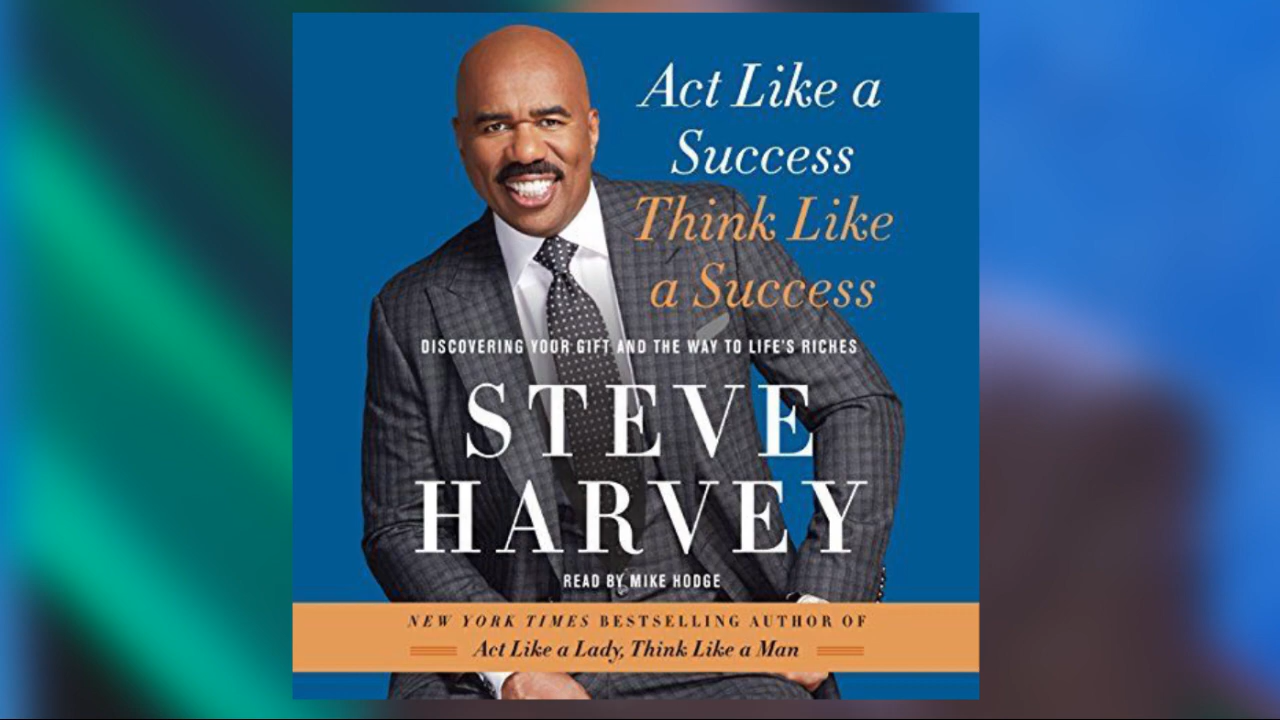 Act Like a
Success
Think Like
a Success
DISCOVERING YOUR GIFT AND THE WAY TO LIFE'S RICHES
STEVE
HARVEY
READ BY MIKE HODGE
NEW YORK TIMES BESTSELLING AUTHOR OF
Act Like a Lady, Think Like a Man